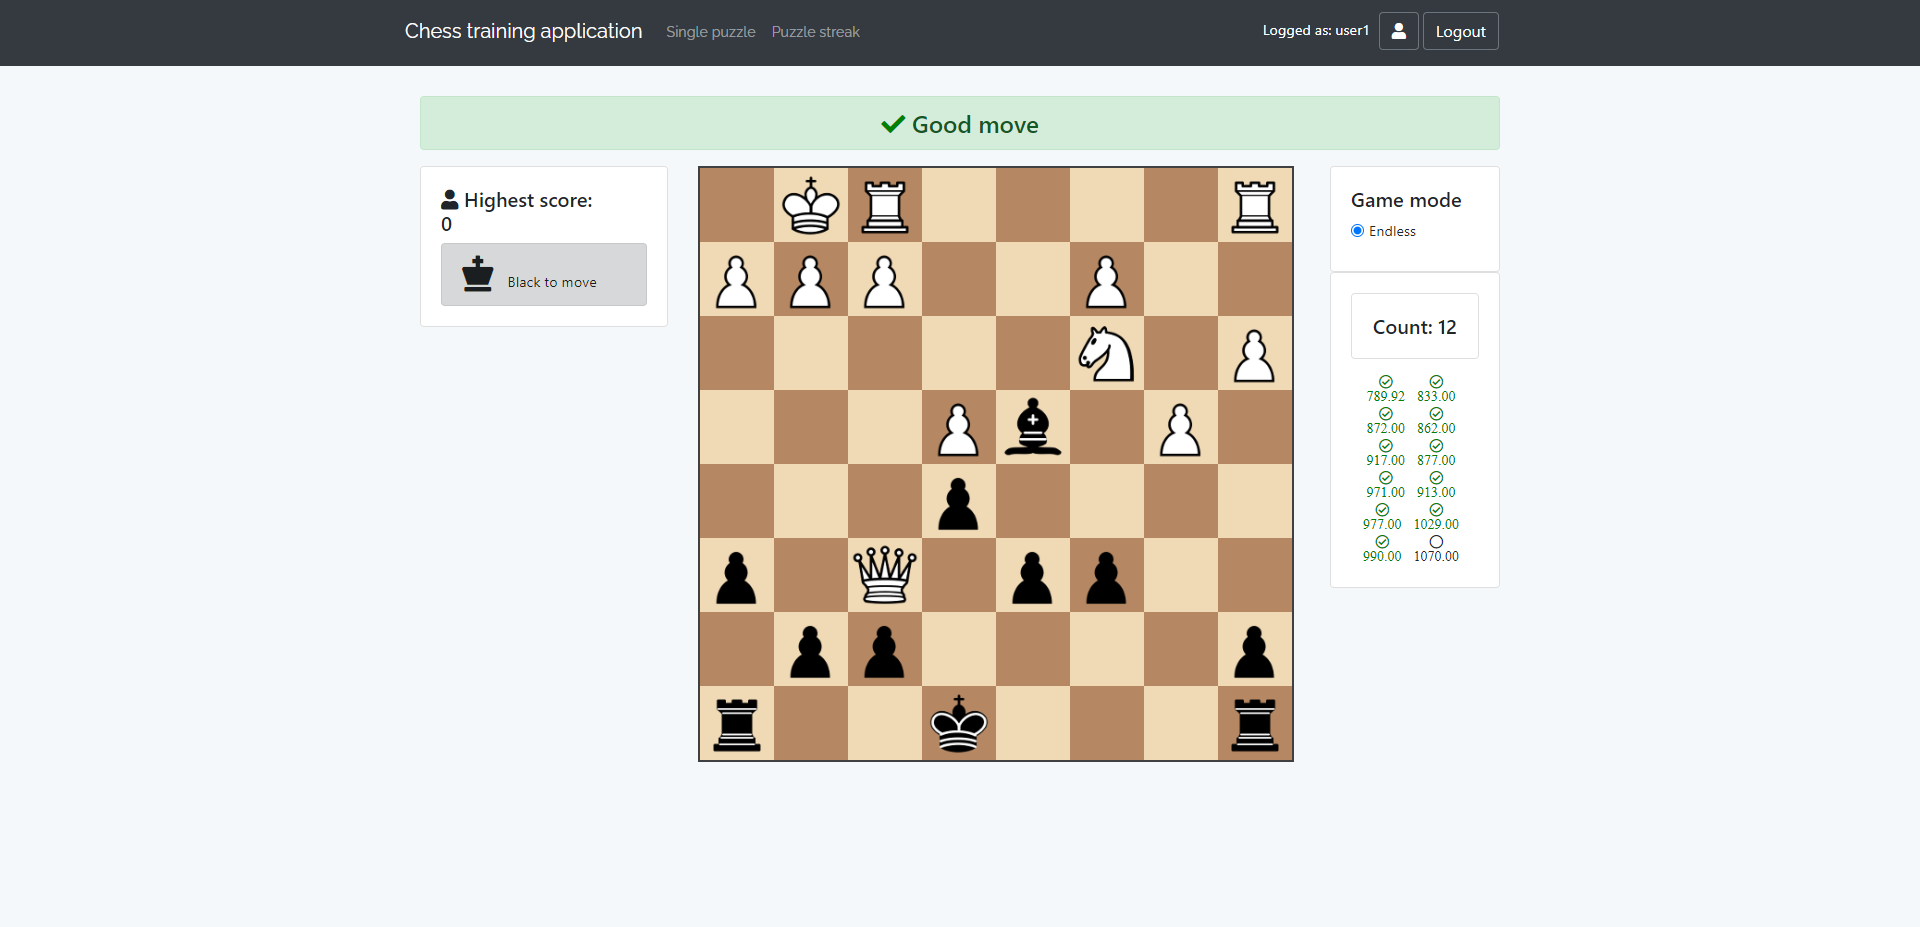 Chess training application Single puzzle Puzzle streak Logged as: user1 Logout
Good move
Highest score:
0
Black to move
Game mode
Endless
Count: 12
789.92 833.00
872.00 862.00
917.00 877.00
971.00 913.00
977.00 1029.00
990.00 1070.00